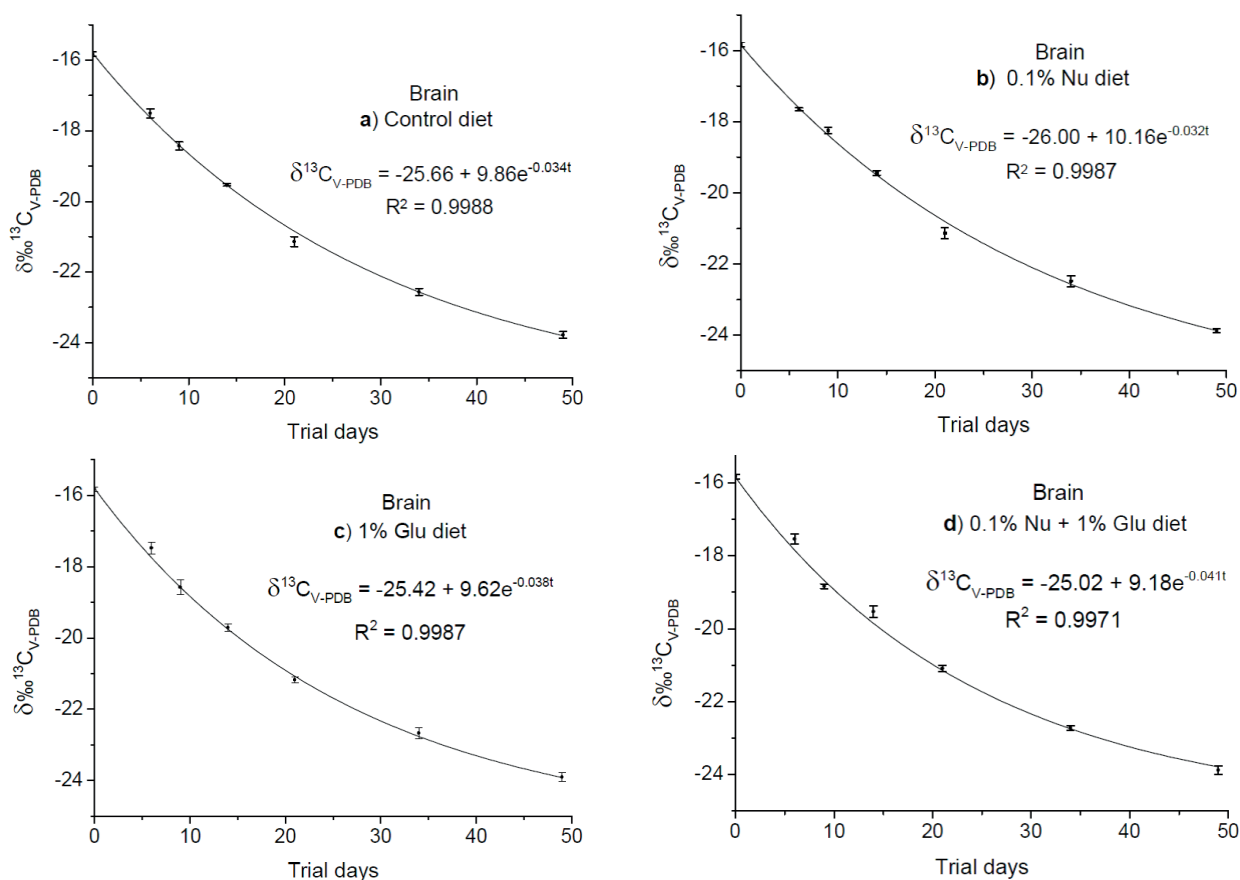 Brain
a) Control diet
δ¹³C_V-PDB = -25.66 + 9.86e^-0.034t
R² = 0.9988
δ‰¹³C_V-PDB
-16
-18
-20
-22
-24
0 10 20 30 40 50
Trial days
Brain
b) 0.1% Nu diet
δ¹³C_V-PDB = -26.00 + 10.16e^-0.032t
R² = 0.9987
δ‰¹³C_V-PDB
-16
-18
-20
-22
-24
0 10 20 30 40 50
Trial days
Brain
c) 1% Glu diet
δ¹³C_V-PDB = -25.42 + 9.62e^-0.038t
R² = 0.9987
δ‰¹³C_V-PDB
-16
-18
-20
-22
-24
0 10 20 30 40 50
Trial days
Brain
d) 0.1% Nu + 1% Glu diet
δ¹³C_V-PDB = -25.02 + 9.18e^-0.041t
R² = 0.9971
δ‰¹³C_V-PDB
-16
-18
-20
-22
-24
0 10 20 30 40 50
Trial days